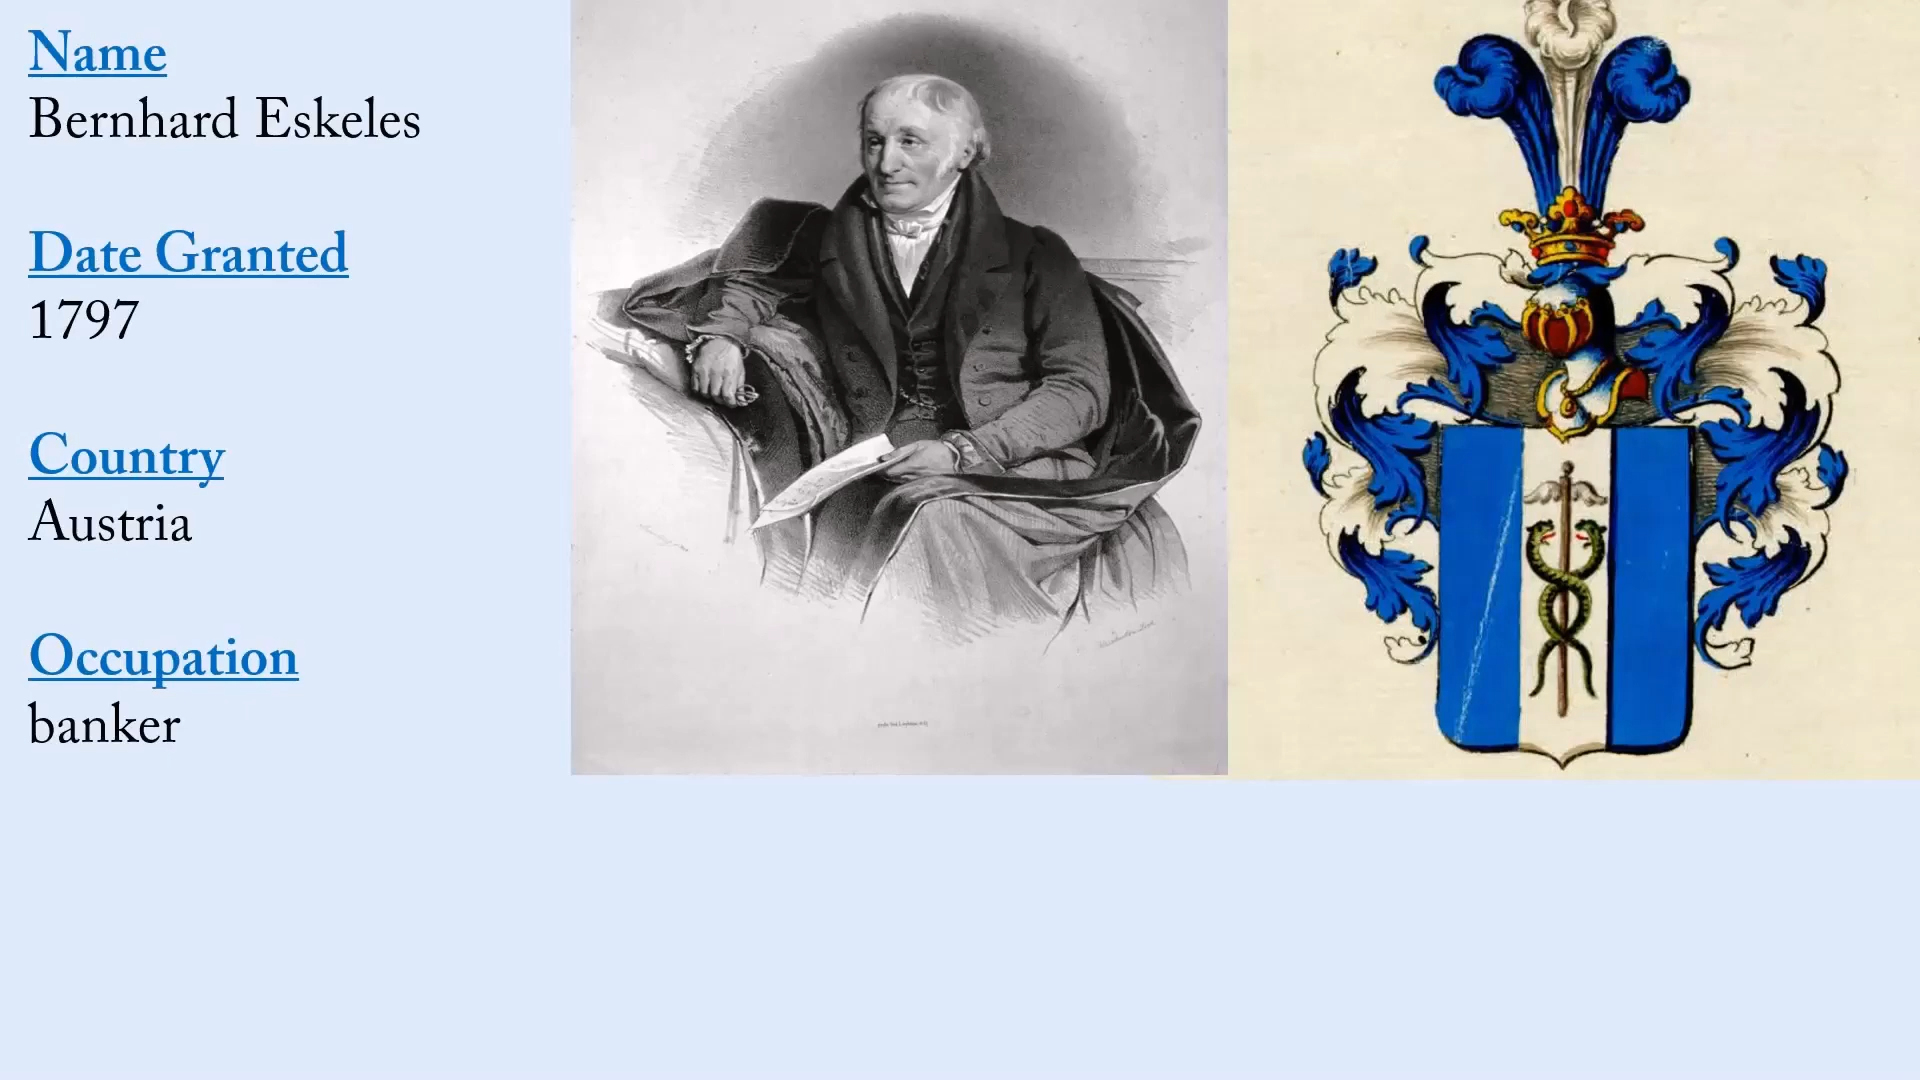 Name
Bernhard Eskeles
Date Granted
1797
Country
Austria
Occupation
banker